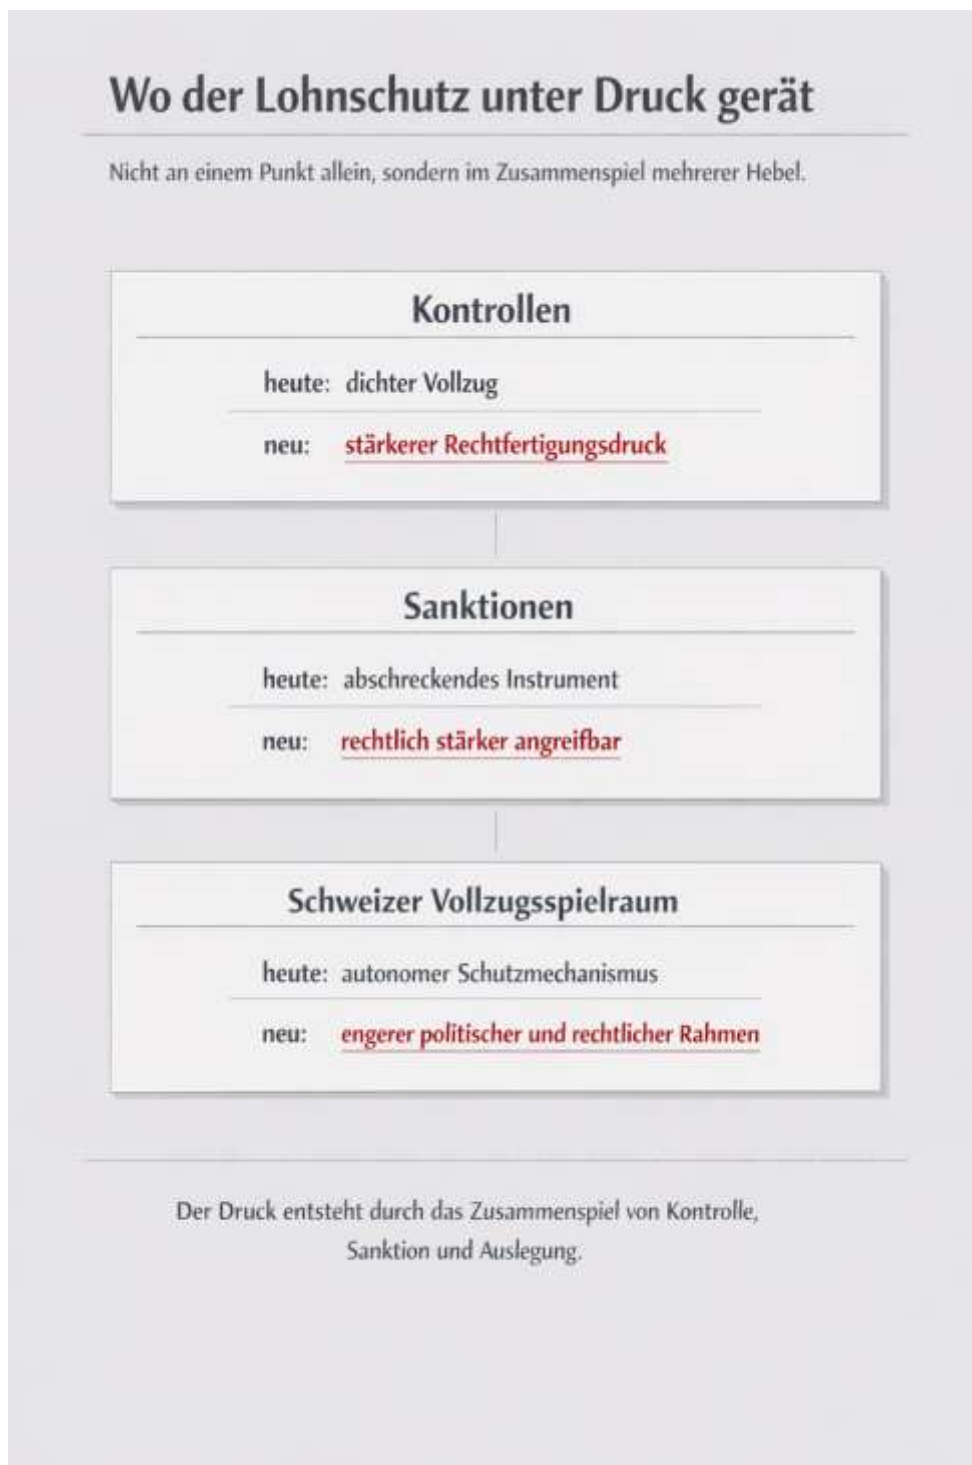 Wo der Lohnschutz unter Druck gerät
Nicht an einem Punkt allein, sondern im Zusammenspiel mehrerer Hebel.
Kontrollen
heute: dichter Vollzug
neu: stärkerer Rechtfertigungsdruck
Sanktionen
heute: abschreckendes Instrument
neu: rechtlich stärker angreifbar
Schweizer Vollzugsspielraum
heute: autonomer Schutzmechanismus
neu: engerer politischer und rechtlicher Rahmen
Der Druck entsteht durch das Zusammenspiel von Kontrolle,
Sanktion und Auslegung.